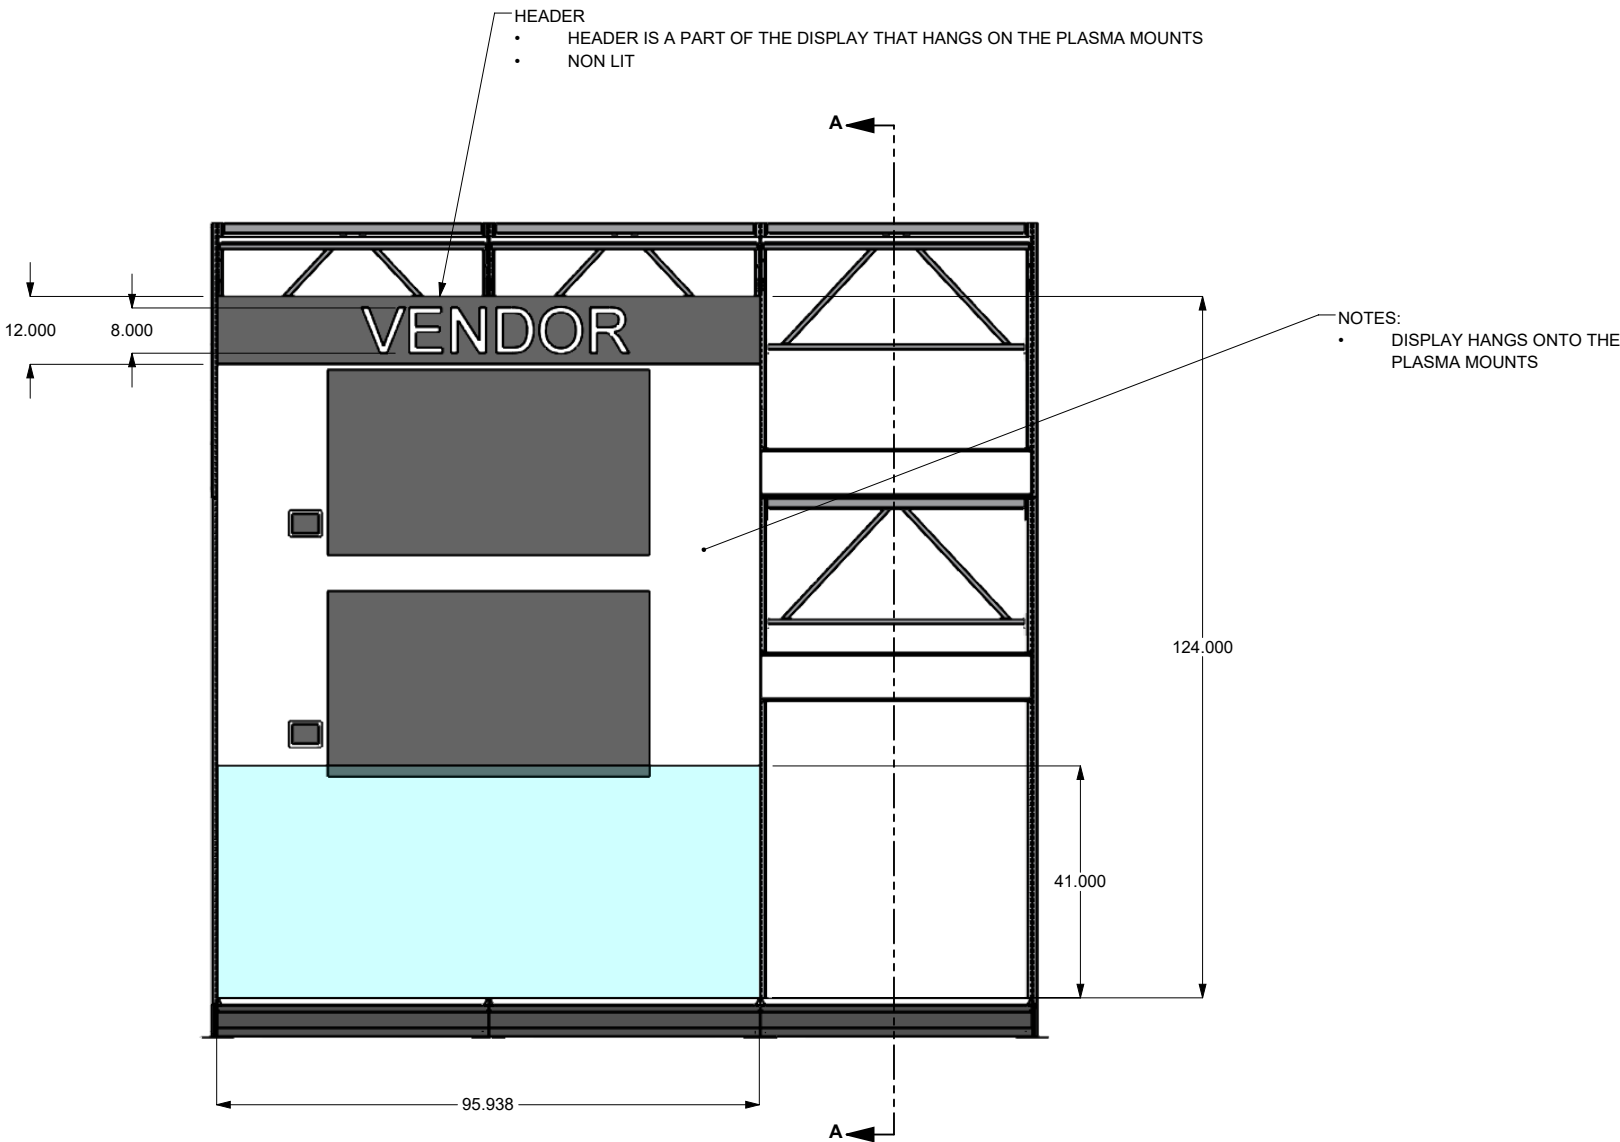 HEADER
• HEADER IS A PART OF THE DISPLAY THAT HANGS ON THE PLASMA MOUNTS
• NON LIT
A
12.000
8.000
VENDOR
NOTES:
• DISPLAY HANGS ONTO THE
PLASMA MOUNTS
124.000
41.000
95.938
A